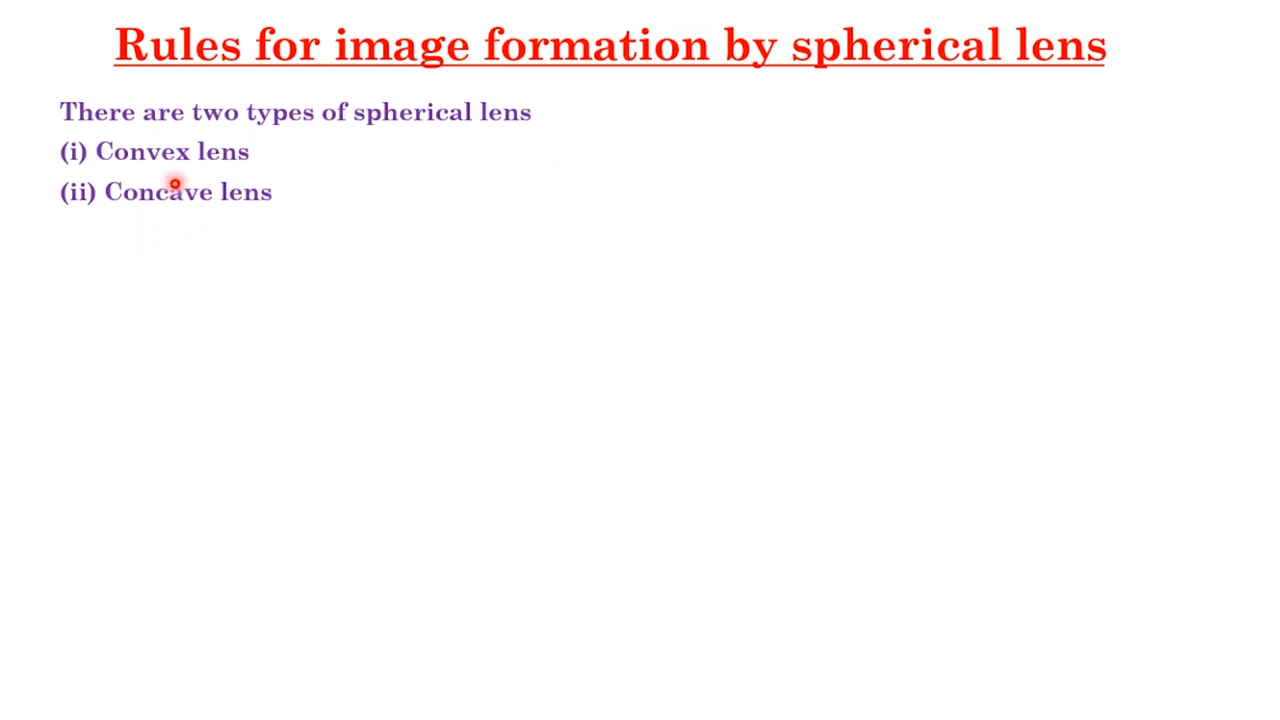 Rules for image formation by spherical lens
There are two types of spherical lens
(i) Convex lens
(ii) Concave lens